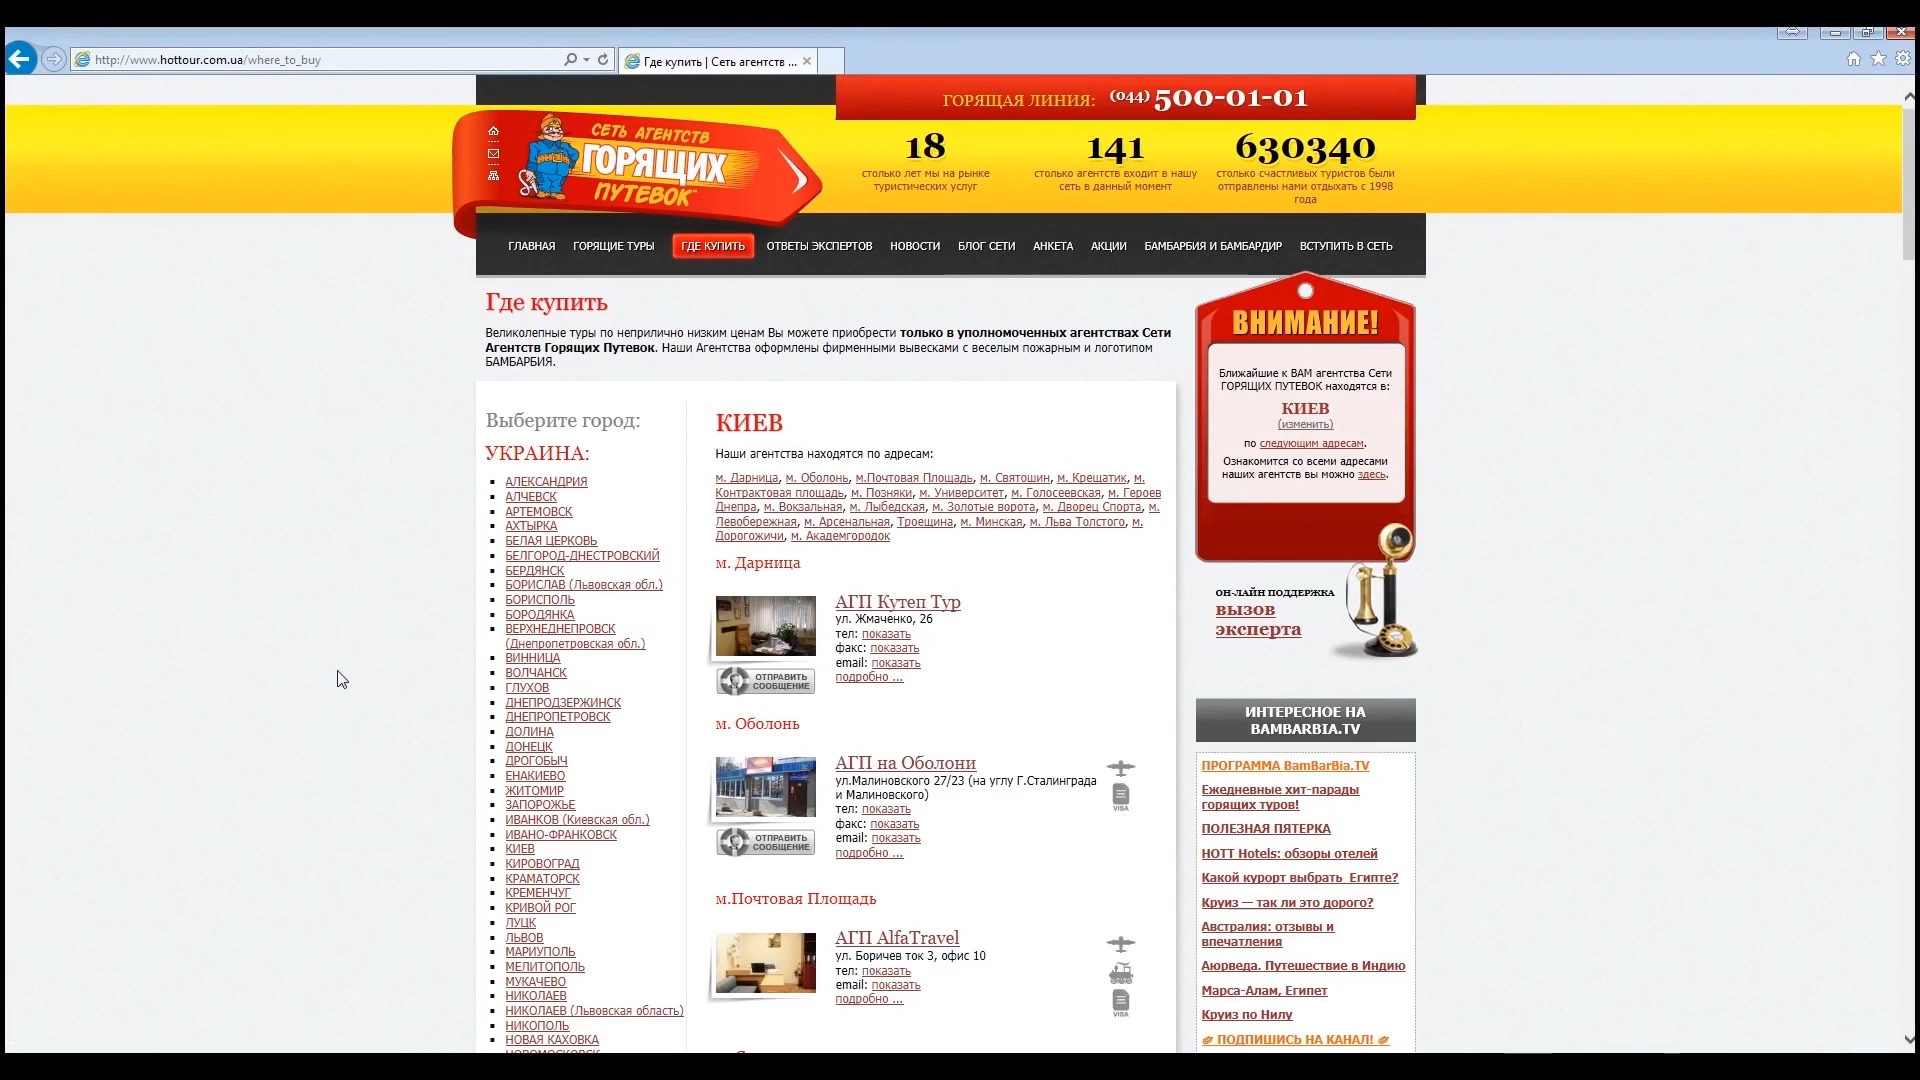 http://www.hottour.com.ua/where_to_buy
Где купить | Сеть агентств ...
ГОРЯЩАЯ ЛИНИЯ: (044) 500-01-01
СЕТЬ АГЕНТСТВ
ГОРЯЩИХ
ПУТЕВОК
18
столько лет мы на рынке
туристических услуг
141
столько агентств входит в нашу
сеть в данный момент
630340
столько счастливых туристов были
отправлены нами отдыхать с 1998
года
ГЛАВНАЯ ГОРЯЩИЕ ТУРЫ ГДЕ КУПИТЬ ОТВЕТЫ ЭКСПЕРТОВ НОВОСТИ БЛОГ СЕТИ АНКЕТА АКЦИИ БАМБАРБИЯ И БАМБАРДИР ВСТУПИТЬ В СЕТЬ
Где купить
Великолепные туры по неприлично низким ценам Вы можете приобрести только в уполномоченных агентствах Сети
Агентств Горящих Путевок. Наши Агентства оформлены фирменными вывесками с веселым пожарным и логотипом
БАМБАРБИЯ.
Выберите город:
УКРАИНА:
АЛЕКСАНДРИЯ
АЛЧЕВСК
АРТЕМОВСК
АХТЫРКА
БЕЛАЯ ЦЕРКОВЬ
БЕЛГОРОД-ДНЕСТРОВСКИЙ
БЕРДЯНСК
БОРИСЛАВ (Львовская обл.)
БОРИСПОЛЬ
БОРОДЯНКА
ВЕРХНЕДНЕПРОВСК
(Днепропетровская обл.)
ВИННИЦА
ВОЛЧАНСК
ГЛУХОВ
ДНЕПРОДЗЕРЖИНСК
ДНЕПРОПЕТРОВСК
ДОЛИНА
ДОНЕЦК
ДРОГОБЫЧ
ЕНАКИЕВО
ЖИТОМИР
ЗАПОРОЖЬЕ
ИВАНКОВ (Киевская обл.)
ИВАНО-ФРАНКОВСК
КИЕВ
КИРОВОГРАД
КРАМАТОРСК
КРЕМЕНЧУГ
КРИВОЙ РОГ
ЛУЦК
ЛЬВОВ
МАРИУПОЛЬ
МЕЛИТОПОЛЬ
МУКАЧЕВО
НИКОЛАЕВ
НИКОЛАЕВ (Львовская область)
НИКОПОЛЬ
НОВАЯ КАХОВКА
КИЕВ
Наши агентства находятся по адресам:
м. Дарница, м. Оболонь, м.Почтовая Площадь, м. Святошин, м. Крещатик, м.
Контрактовая площадь, м. Позняки, м. Университет, м. Голосеевская, м. Героев
Днепра, м. Вокзальная, м. Лыбедская, м. Золотые ворота, м. Дворец Спорта, м.
Левобережная, м. Арсенальная, Троещина, м. Минская, м. Льва Толстого, м.
Дорогожичи, м. Академгородок
м. Дарница
АГП Кутеп Тур
ул. Жмаченко, 26
тел: показать
факс: показать
email: показать
подробно ...
ОТПРАВИТЬ
СООБЩЕНИЕ
м. Оболонь
АГП на Оболони
ул.Малиновского 27/23 (на углу Г.Сталинграда
и Малиновского)
тел: показать
факс: показать
email: показать
подробно ...
VISA
ОТПРАВИТЬ
СООБЩЕНИЕ
м.Почтовая Площадь
АГП AlfaTravel
ул. Боричев ток 3, офис 10
тел: показать
email: показать
подробно ...
VISA
ВНИМАНИЕ!
Ближайшие к ВАМ агентства Сети
ГОРЯЩИХ ПУТЕВОК находятся в:
КИЕВ
(изменить)
по следующим адресам.
Ознакомится со всеми адресами
наших агентств вы можно здесь.
ОН-ЛАЙН ПОДДЕРЖКА
вызов
эксперта
ИНТЕРЕСНОЕ НА
BAMBARBIA.TV
ПРОГРАММА BamBarBia.TV
Ежедневные хит-парады
горящих туров!
ПОЛЕЗНАЯ ПЯТЕРКА
HOTT Hotels: обзоры отелей
Какой курорт выбрать Египте?
Круиз — так ли это дорого?
Австралия: отзывы и
впечатления
Аюрведа. Путешествие в Индию
Марса-Алам, Египет
Круиз по Нилу
ПОДПИШИСЬ НА КАНАЛ!